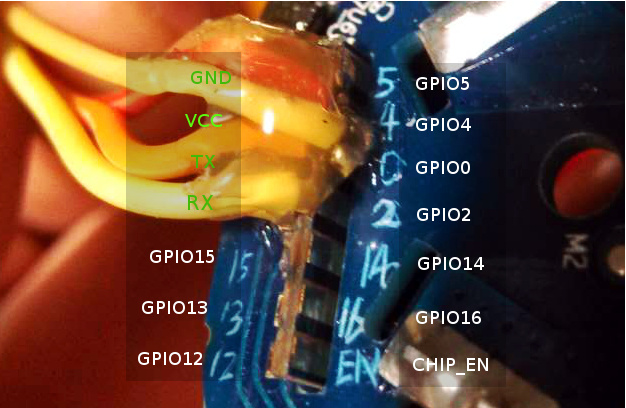 GND
VCC
TX
RX
GPIO15
GPIO13
GPIO12
15
13
12
5
4
0
2
14
16
EN
GPIO5
GPIO4
GPIO0
GPIO2
GPIO14
GPIO16
CHIP_EN
M2